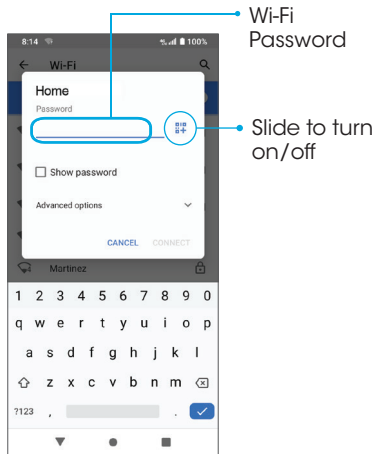 Wi-Fi
Password
8:14
100%
Wi-Fi
Home
Password
Slide to turn
on/off
Show password
Advanced options
CANCEL CONNECT
Martinez
1 2 3 4 5 6 7 8 9 0
q w e r t y u i o p
a s d f g h j k l
z x c v b n m
?123 , .